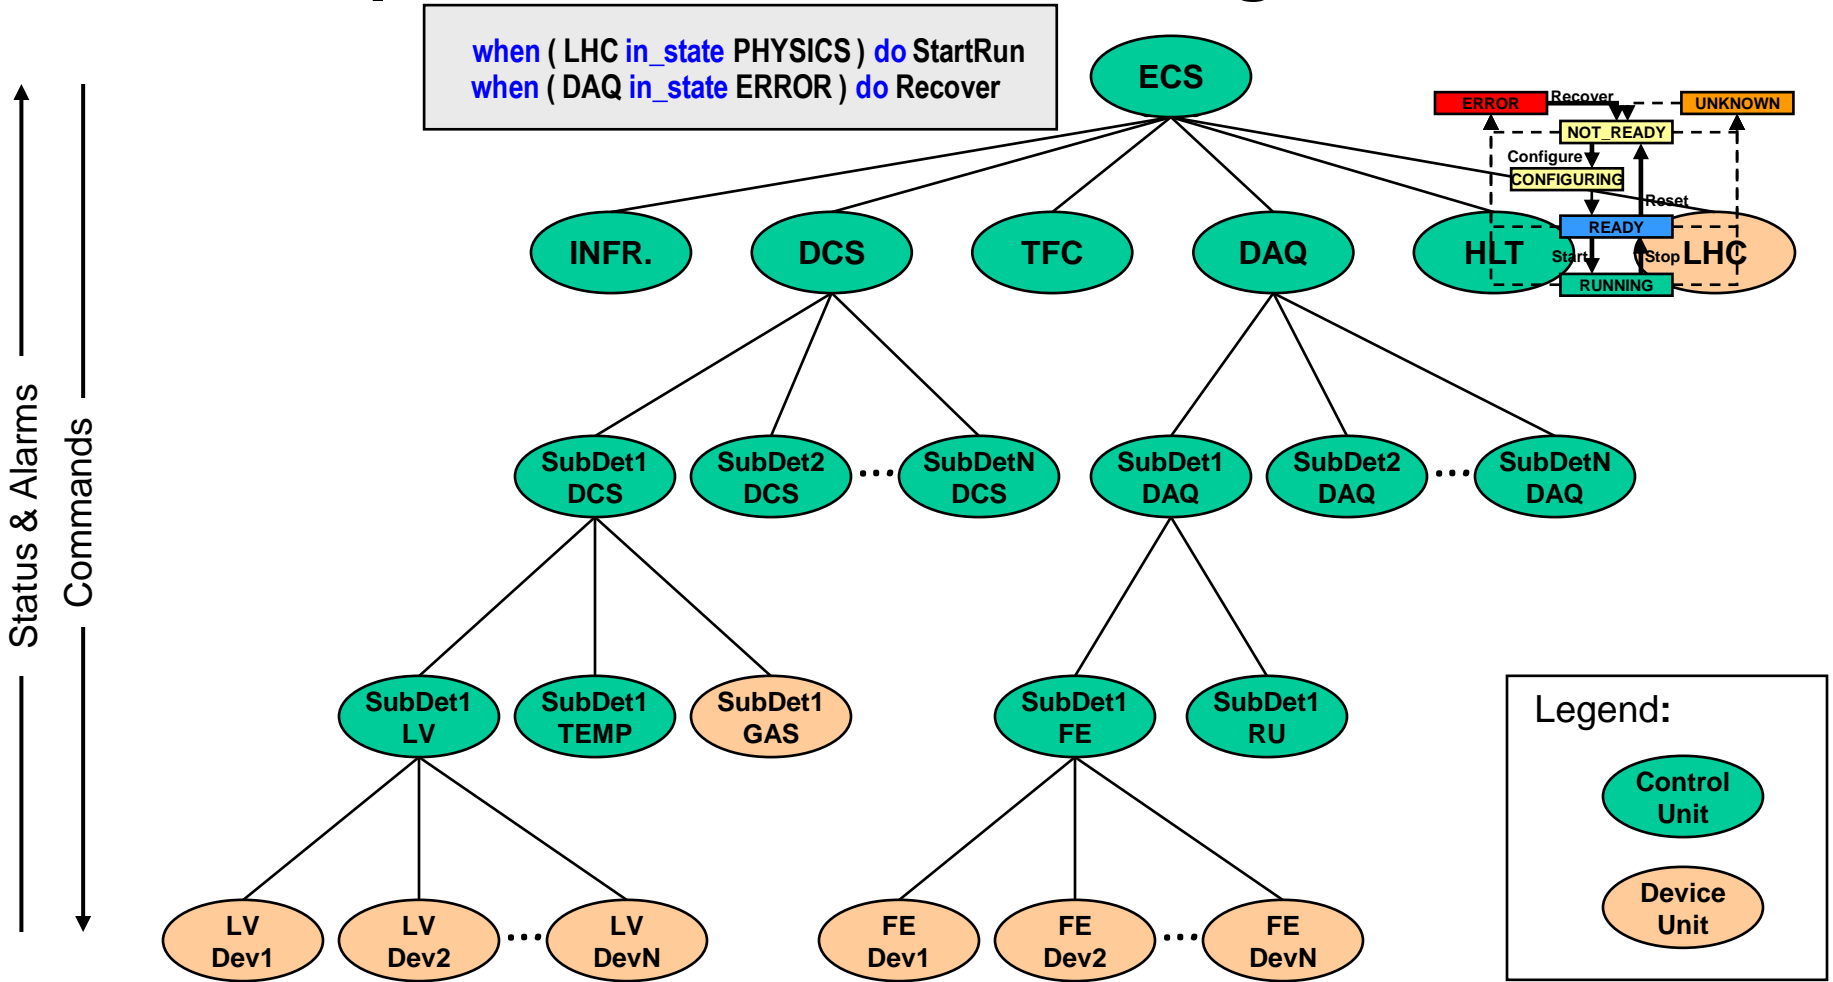 when ( LHC in_state PHYSICS ) do StartRun
when ( DAQ in_state ERROR ) do Recover
ECS
ERROR
Recover
UNKNOWN
NOT_READY
Configure
CONFIGURING
Reset
READY
Start
Stop
RUNNING
INFR.
DCS
TFC
DAQ
HLT
LHC
Status & Alarms
Commands
SubDet1
DCS
SubDet2
DCS
...
SubDetN
DCS
SubDet1
DAQ
SubDet2
DAQ
...
SubDetN
DAQ
SubDet1
LV
SubDet1
TEMP
SubDet1
GAS
SubDet1
FE
SubDet1
RU
LV
Dev1
LV
Dev2
...
LV
DevN
FE
Dev1
FE
Dev2
...
FE
DevN
Legend:
Control
Unit
Device
Unit